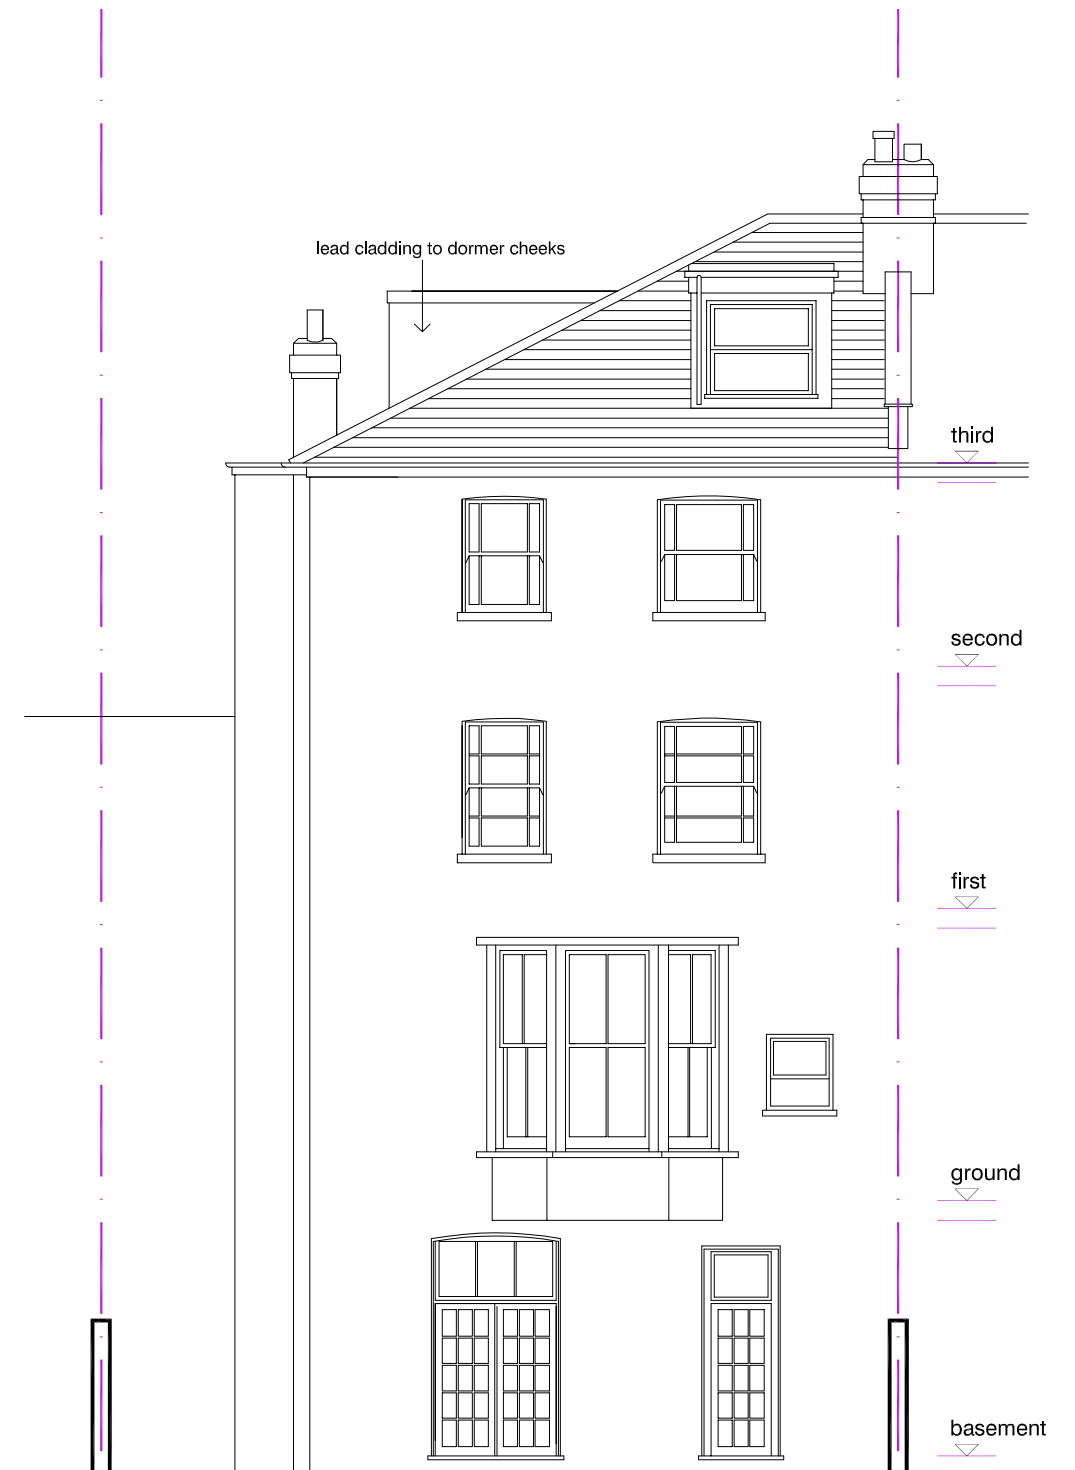 lead cladding to dormer cheeks
third
second
first
ground
basement